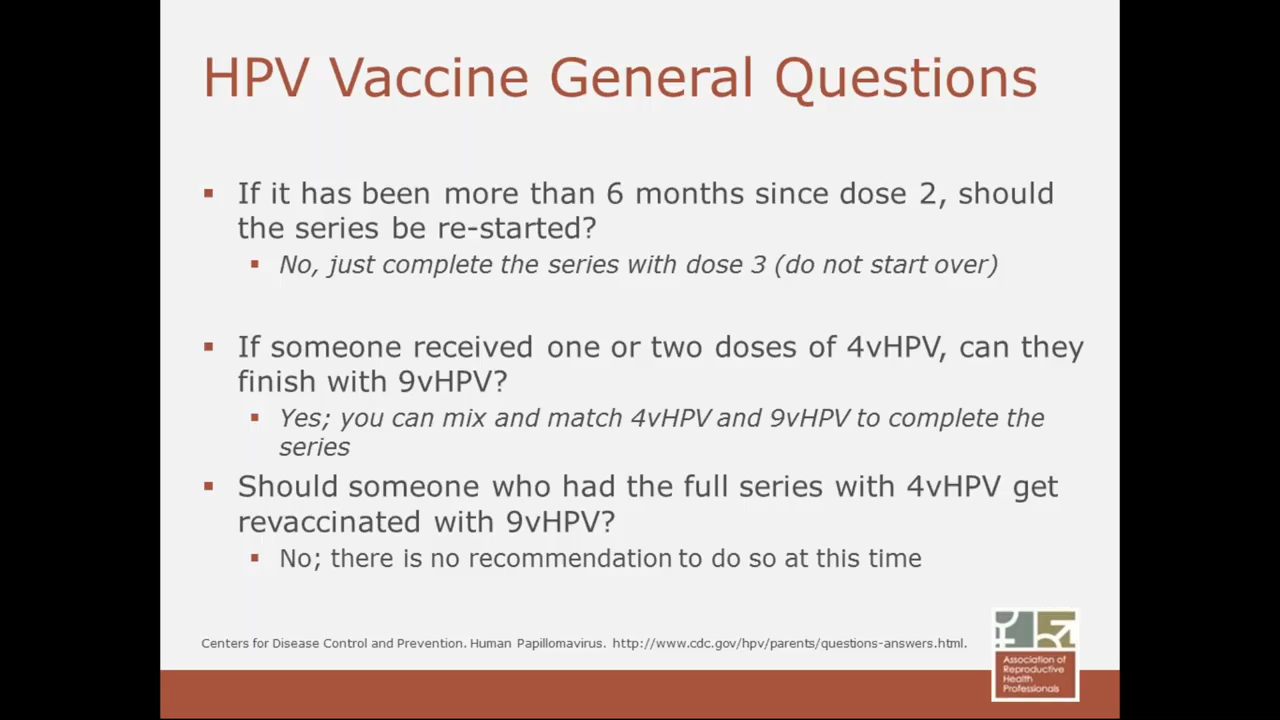 HPV Vaccine General Questions
▪ If it has been more than 6 months since dose 2, should
the series be re-started?
▪ No, just complete the series with dose 3 (do not start over)
▪ If someone received one or two doses of 4vHPV, can they
finish with 9vHPV?
▪ Yes; you can mix and match 4vHPV and 9vHPV to complete the
series
▪ Should someone who had the full series with 4vHPV get
revaccinated with 9vHPV?
▪ No; there is no recommendation to do so at this time
Centers for Disease Control and Prevention. Human Papillomavirus. http://www.cdc.gov/hpv/parents/questions-answers.html.
Association of
Reproductive
Health
Professionals